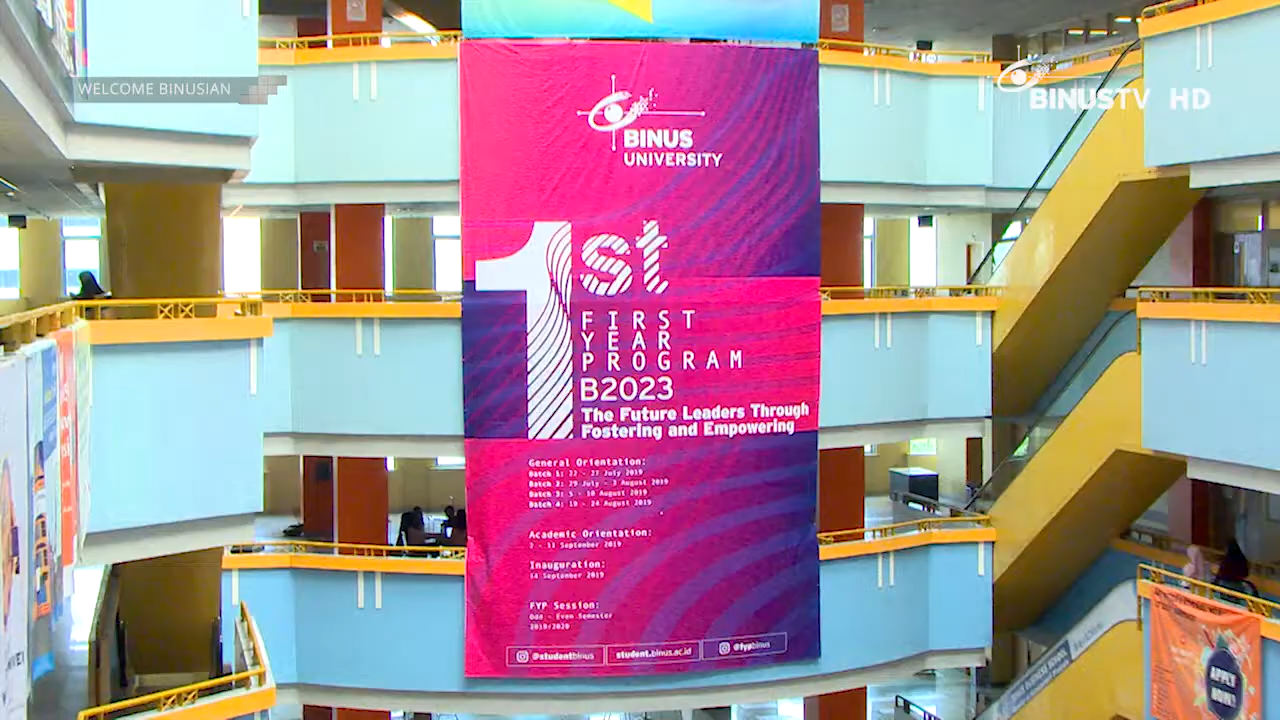 WELCOME BINUSIAN
BINUSTV HD
BINUS
UNIVERSITY
1st
FIRST
YEAR
PROGRAM
B2023
The Future Leaders Through
Fostering and Empowering
General Orientation:
Batch 1: 22 - 27 July 2019
Batch 2: 29 July - 3 August 2019
Batch 3: 5 - 10 August 2019
Batch 4: 19 - 24 August 2019
Academic Orientation:
2 - 11 September 2019
Inauguration:
14 September 2019
FYP Session:
Odd - Even Semester
2019/2020
@studentbinus
student.binus.ac.id
@fypbinus
APPLY
NOW!